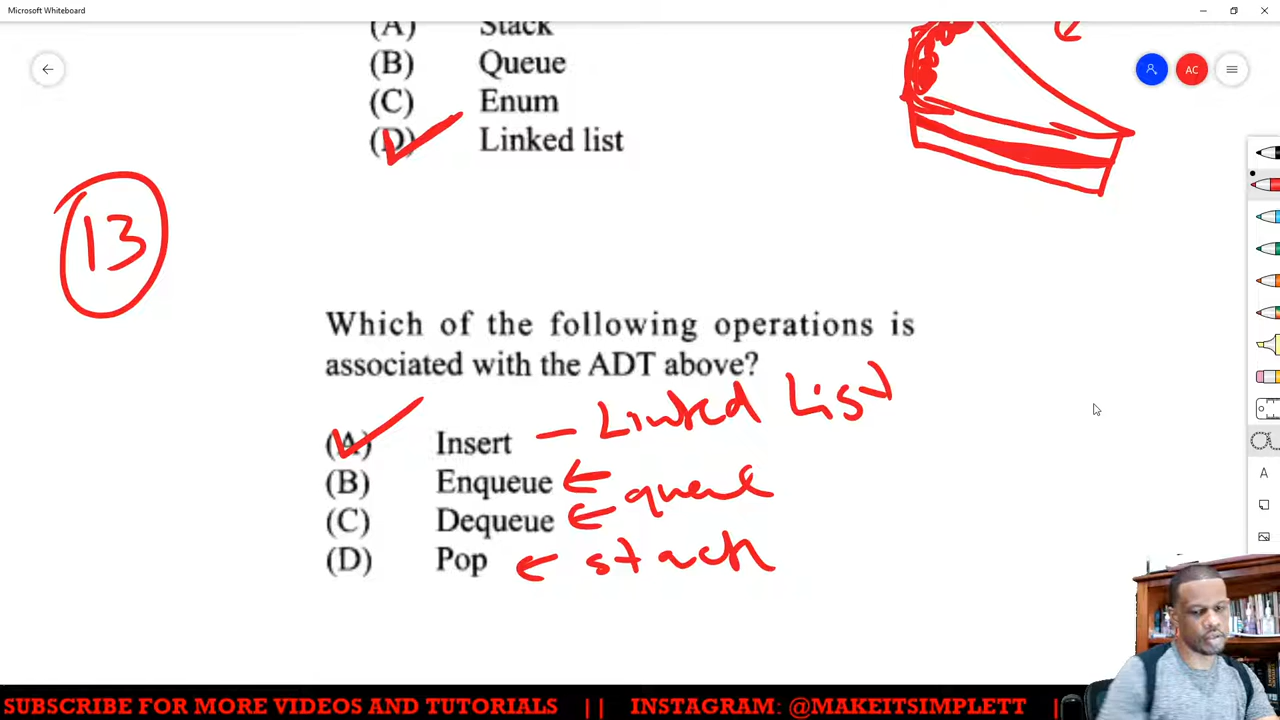 Microsoft Whiteboard
(A) Stack
(B) Queue
(C) Enum
(D) Linked list
AC
13
Which of the following operations is
associated with the ADT above?
(A) Insert – Linked List
(B) Enqueue ← queue
(C) Dequeue ←
(D) Pop ← stack
A
SUBSCRIBE FOR MORE VIDEOS AND TUTORIALS || INSTAGRAM: @MAKEITSIMPLETT |